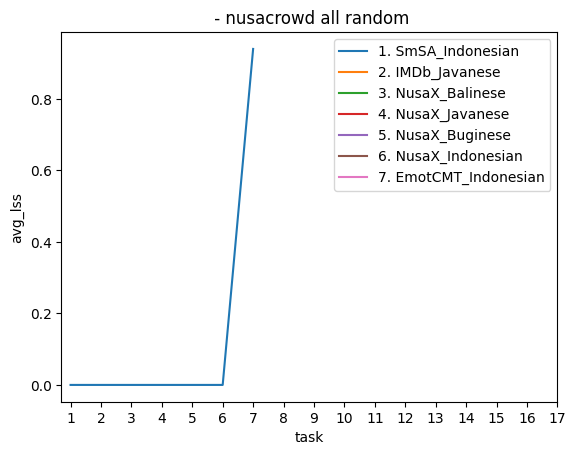 - nusacrowd all random
1. SmSA_Indonesian
2. IMDb_Javanese
3. NusaX_Balinese
4. NusaX_Javanese
5. NusaX_Buginese
6. NusaX_Indonesian
7. EmotCMT_Indonesian
avg_lss
0.8
0.6
0.4
0.2
0.0
1 2 3 4 5 6 7 8 9 10 11 12 13 14 15 16 17
task